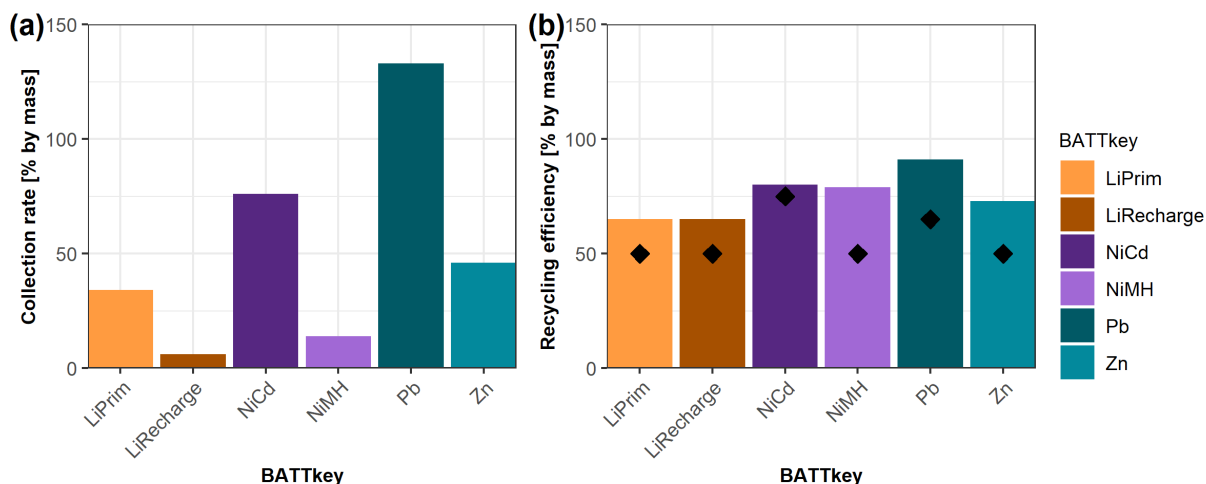 (a)
Collection rate [% by mass]
150
100
50
0
LiPrim
LiRecharge
NiCd
NiMH
Pb
Zn
BATTkey
(b)
Recycling efficiency [% by mass]
150
100
50
0
LiPrim
LiRecharge
NiCd
NiMH
Pb
Zn
BATTkey
BATTkey
LiPrim
LiRecharge
NiCd
NiMH
Pb
Zn